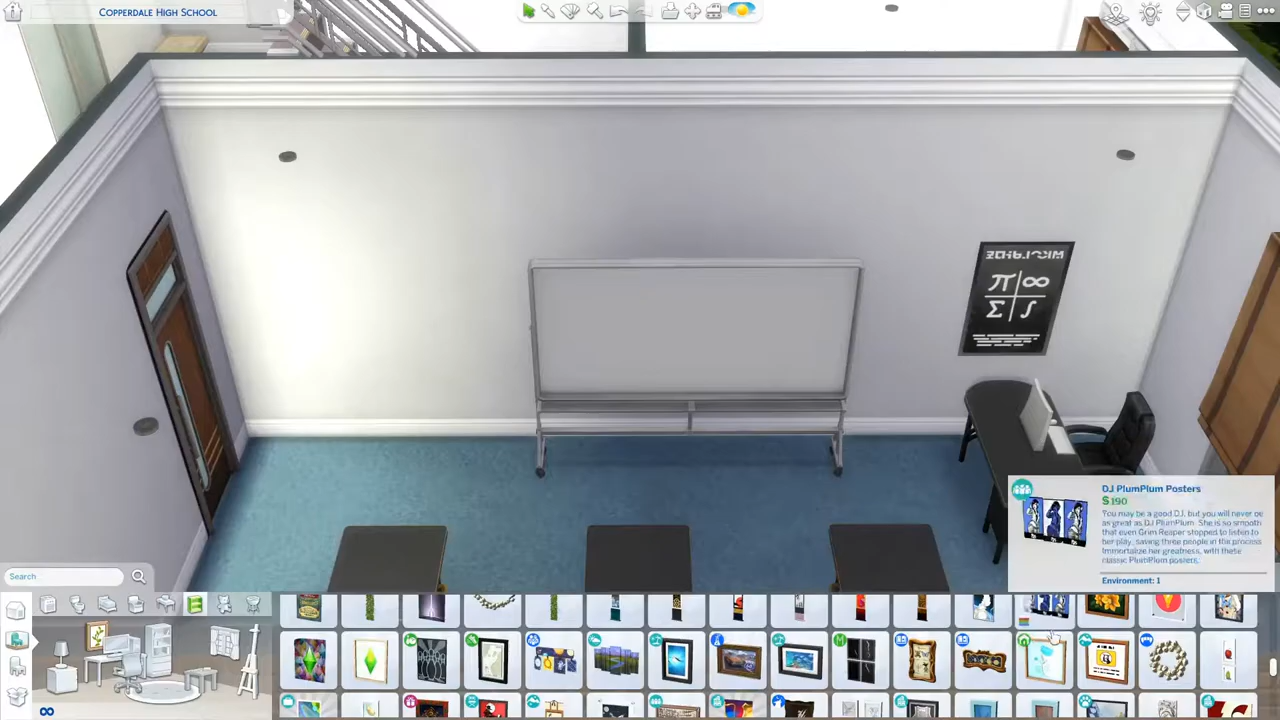 COPPERDALE HIGH SCHOOL
π ∞
Σ ∫
DJ PlumPlum Posters
$190
You may be a good DJ, but you will never be
as great as DJ PlumPlum. She is so smooth
that even Grim Reaper stopped to listen to
her play, saving three people in the process.
Immortalize her greatness, with these
classic PlumPlum posters.
Environment: 1
Search